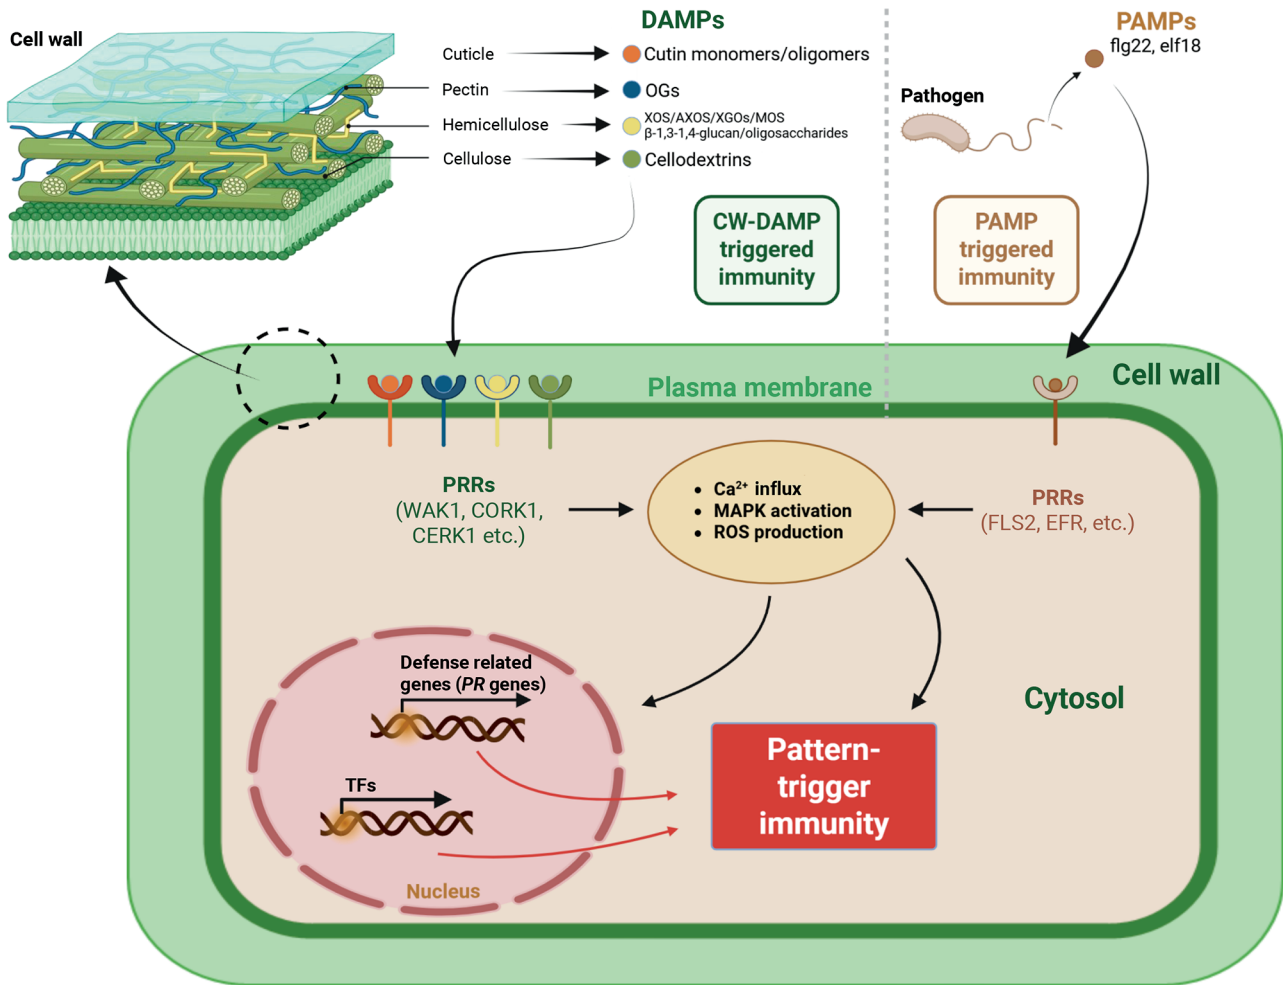 DAMPs
PAMPs
flg22, elf18
Cell wall
Cuticle
Cutin monomers/oligomers
Pectin
OGs
Pathogen
Hemicellulose
XOS/AXOS/XGOs/MOS
β-1,3-1,4-glucan/oligosaccharides
Cellulose
Cellodextrins
CW-DAMP
triggered
immunity
PAMP
triggered
immunity
Plasma membrane
Cell wall
PRRs
(WAK1, CORK1,
CERK1 etc.)
• Ca²⁺ influx
• MAPK activation
• ROS production
PRRs
(FLS2, EFR, etc.)
Defense related
genes (PR genes)
TFs
Nucleus
Cytosol
Pattern-
trigger
immunity